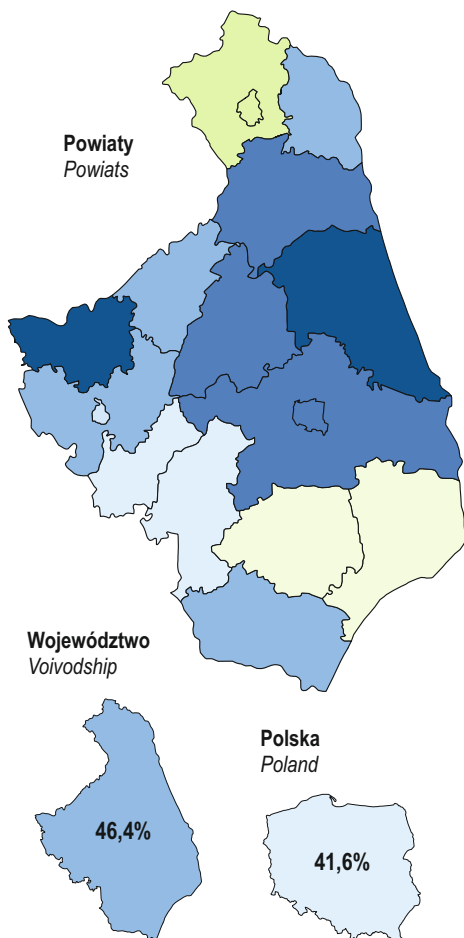 Powiaty
Powiats
Województwo
Voivodship
46,4%
Polska
Poland
41,6%